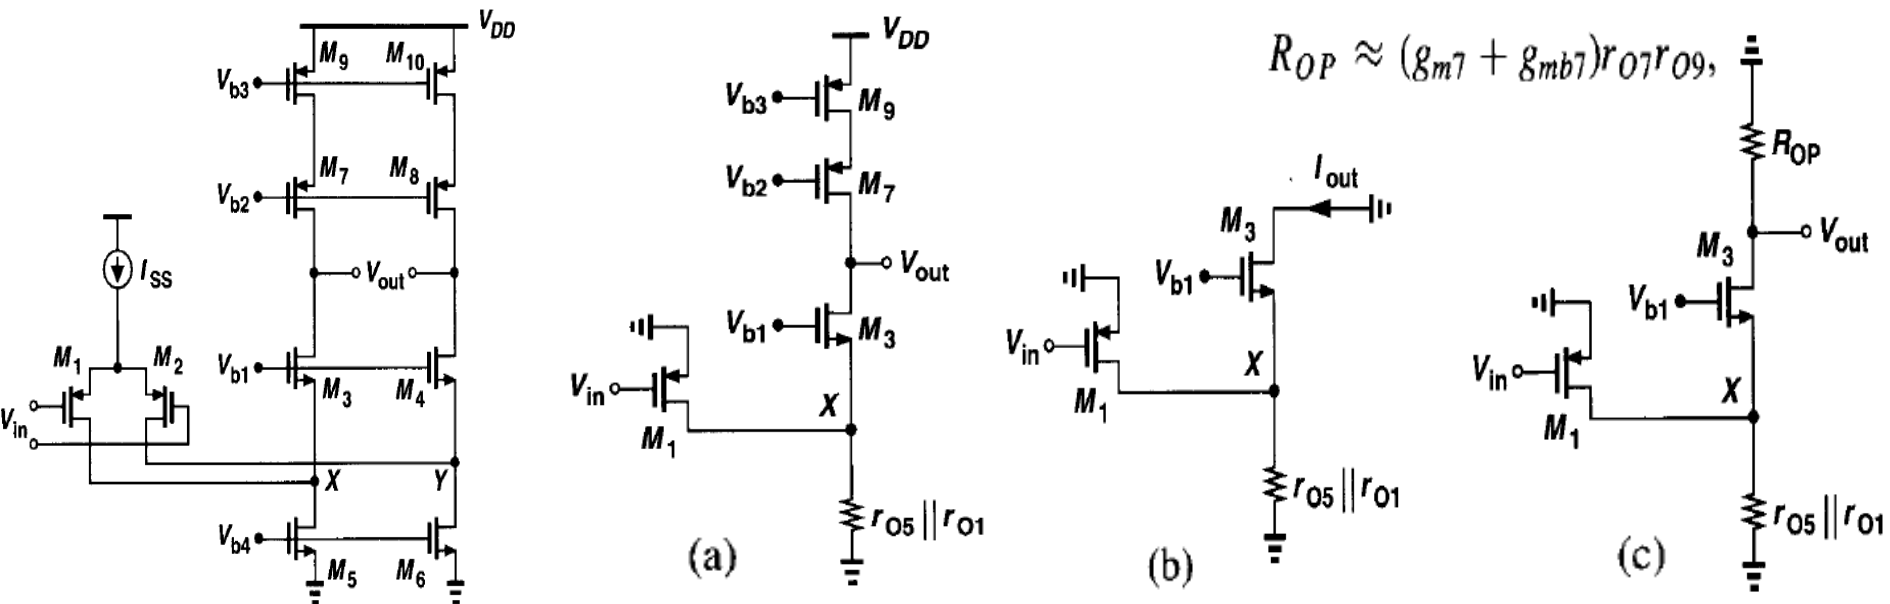 V_DD
M_9
M_10
V_b3
M_7
M_8
V_b2
I_SS
V_out
M_1
M_2
V_b1
M_3
M_4
V_in
X
Y
V_b4
M_5
M_6
V_DD
V_b3
M_9
V_b2
M_7
V_out
V_b1
M_3
V_in
X
M_1
r_O5||r_O1
(a)
I_out
M_3
V_b1
V_in
X
M_1
r_O5||r_O1
(b)
R_OP ≈ (g_m7 + g_mb7)r_O7r_O9,
R_OP
M_3
V_out
V_b1
V_in
X
M_1
r_O5||r_O1
(c)